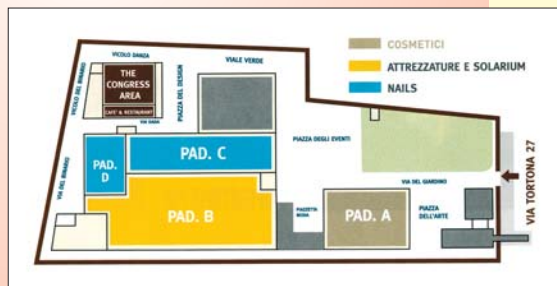 VICOLO DANZA
VICOLO DEL BINARIO
THE
CONGRESS
AREA
CAFE' & RESTAURANT
VIA DADA
PIAZZA DEL DESIGN
VIALE VERDE
COSMETICI
ATTREZZATURE E SOLARIUM
NAILS
PIAZZA DEGLI EVENTI
PAD. C
PAD.
D
VIA DEL BINARIO
PAD. B
PIAZZETTA
PAD. A
VIA DEL GIARDINO
PIAZZA
DELL'ARTE
VIA TORTONA 27